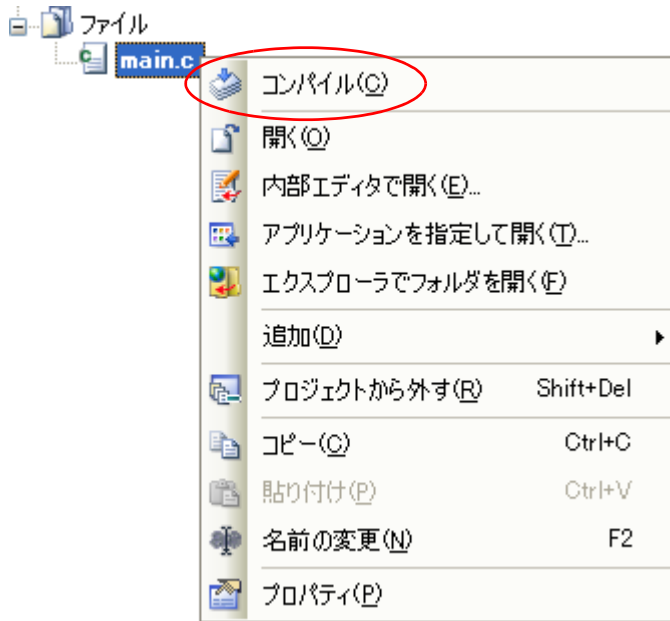 ファイル
main.c
コンパイル(C)
開く(O)
内部エディタで開く(E)...
アプリケーションを指定して開く(T)...
エクスプローラでフォルダを開く(F)
追加(D)
プロジェクトから外す(R) Shift+Del
コピー(C) Ctrl+C
貼り付け(P) Ctrl+V
名前の変更(N) F2
プロパティ(P)